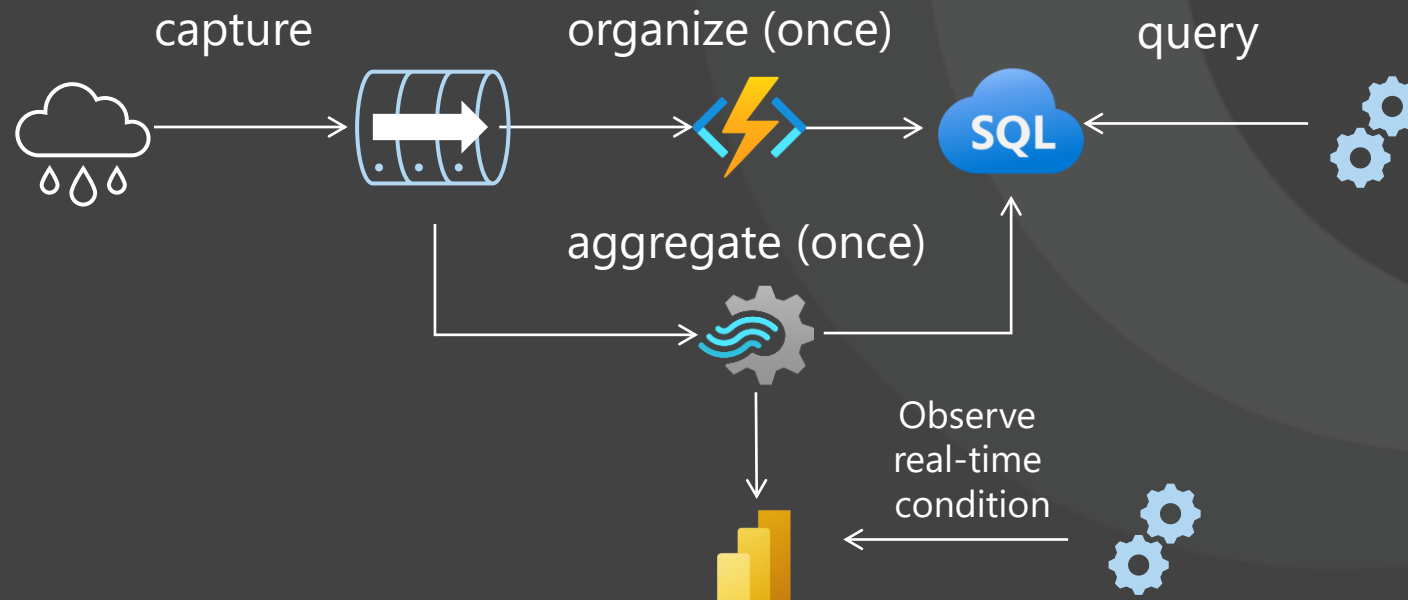 capture
organize (once)
query
SQL
aggregate (once)
Observe
real-time
condition